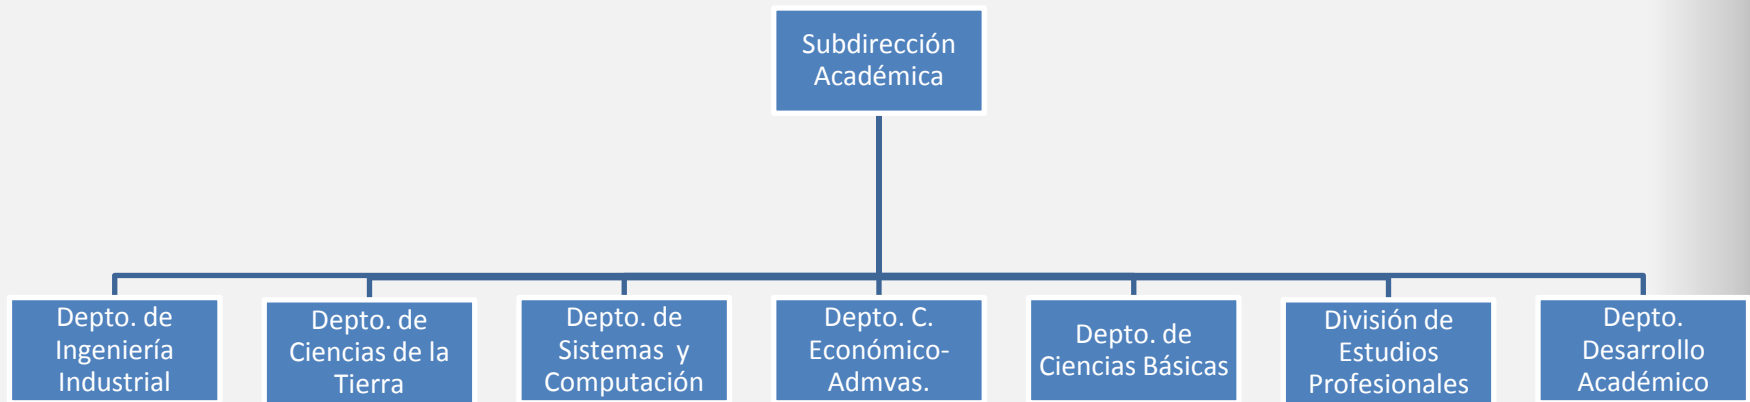 Subdirección
Académica
Depto. de
Ingeniería
Industrial
Depto. de
Ciencias de la
Tierra
Depto. de
Sistemas y
Computación
Depto. C.
Económico-
Admvas.
Depto. de
Ciencias Básicas
División de
Estudios
Profesionales
Depto.
Desarrollo
Académico